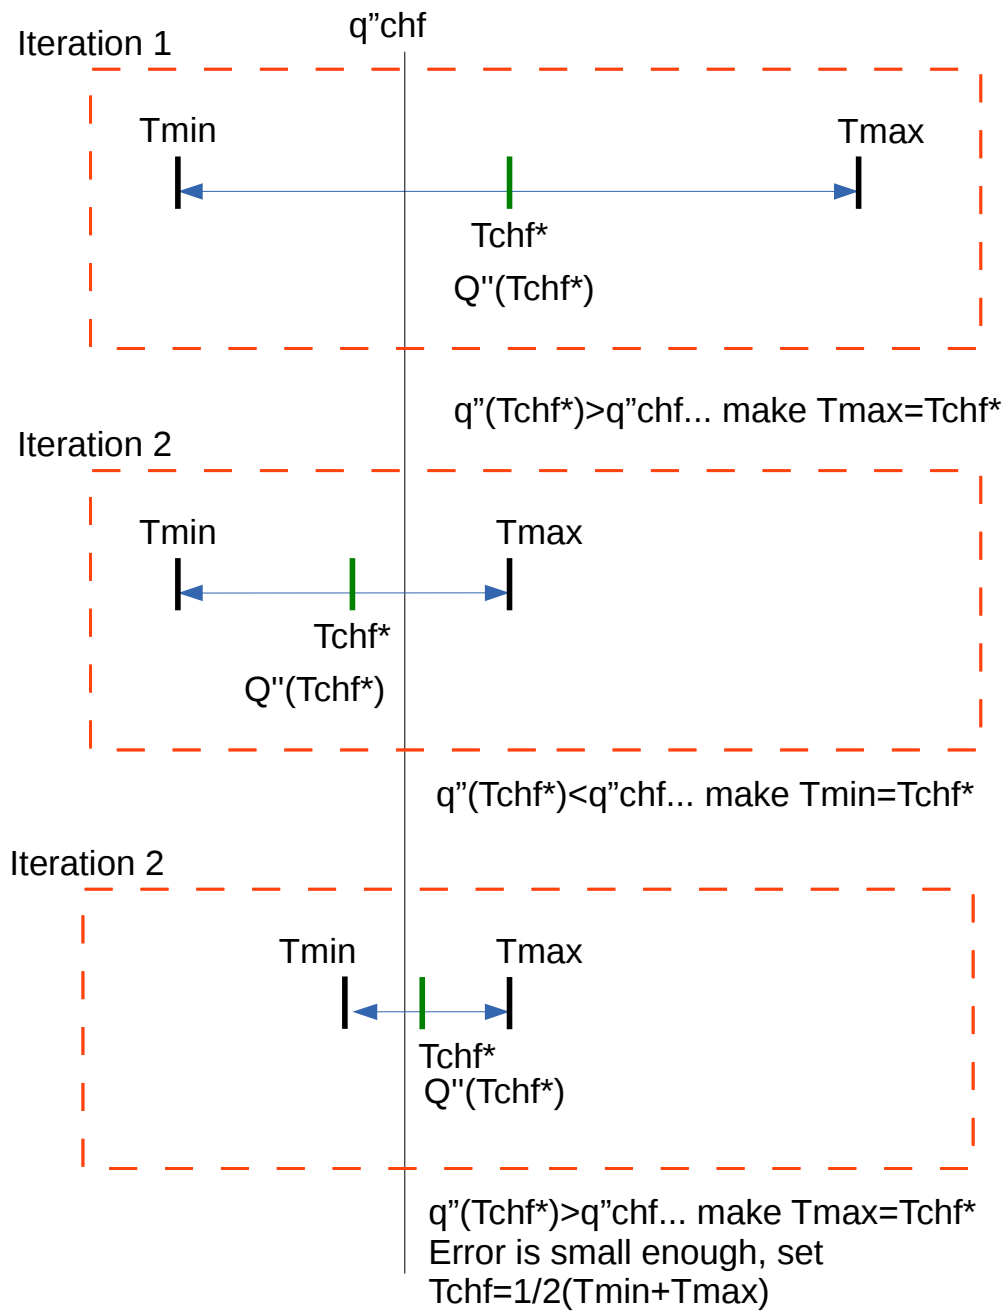 q”chf
Iteration 1
Tmin
Tmax
Tchf*
Q"(Tchf*)
q”(Tchf*)>q”chf... make Tmax=Tchf*
Iteration 2
Tmin
Tmax
Tchf*
Q"(Tchf*)
q”(Tchf*)<q”chf... make Tmin=Tchf*
Iteration 2
Tmin
Tmax
Tchf*
Q"(Tchf*)
q”(Tchf*)>q”chf... make Tmax=Tchf*
Error is small enough, set
Tchf=1/2(Tmin+Tmax)